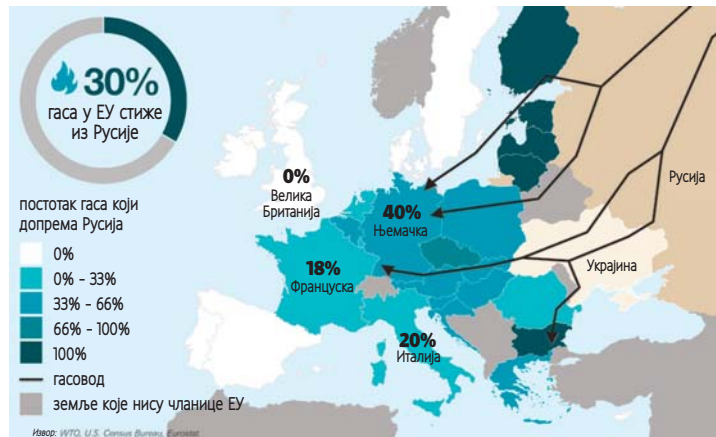 30%
гаса у ЕУ стиже
из Русије
0%
Велика
Британија
40%
Њемачка
18%
Француска
20%
Италија
Русија
Украјина
постотак гаса који
допрема Русија
0%
0% - 33%
33% - 66%
66% - 100%
100%
гасовод
земље које нису чланице ЕУ
Извор: WTO, U.S. Census Bureau, Eurostat